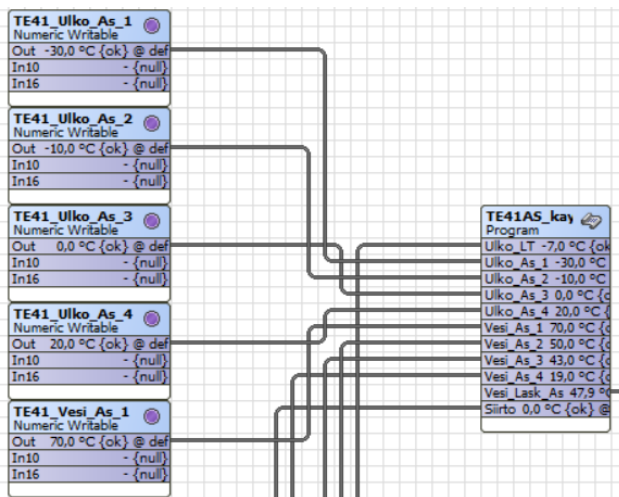 TE41_Ulko_As_1
Numeric Writable
Out -30,0 °C {ok} @ def
In10 - {null}
In16 - {null}
TE41_Ulko_As_2
Numeric Writable
Out -10,0 °C {ok} @ def
In10 - {null}
In16 - {null}
TE41_Ulko_As_3
Numeric Writable
Out 0,0 °C {ok} @ def
In10 - {null}
In16 - {null}
TE41_Ulko_As_4
Numeric Writable
Out 20,0 °C {ok} @ def
In10 - {null}
In16 - {null}
TE41_Vesi_As_1
Numeric Writable
Out 70,0 °C {ok} @ def
In10 - {null}
In16 - {null}
TE41AS_kay
Program
Ulko_LT -7,0 °C {ok
Ulko_As_1 -30,0 °C
Ulko_As_2 -10,0 °C
Ulko_As_3 0,0 °C {o
Ulko_As_4 20,0 °C {
Vesi_As_1 70,0 °C {o
Vesi_As_2 50,0 °C {o
Vesi_As_3 43,0 °C {o
Vesi_As_4 19,0 °C {o
Vesi_Lask_As 47,9 °C
Siirto 0,0 °C {ok} @